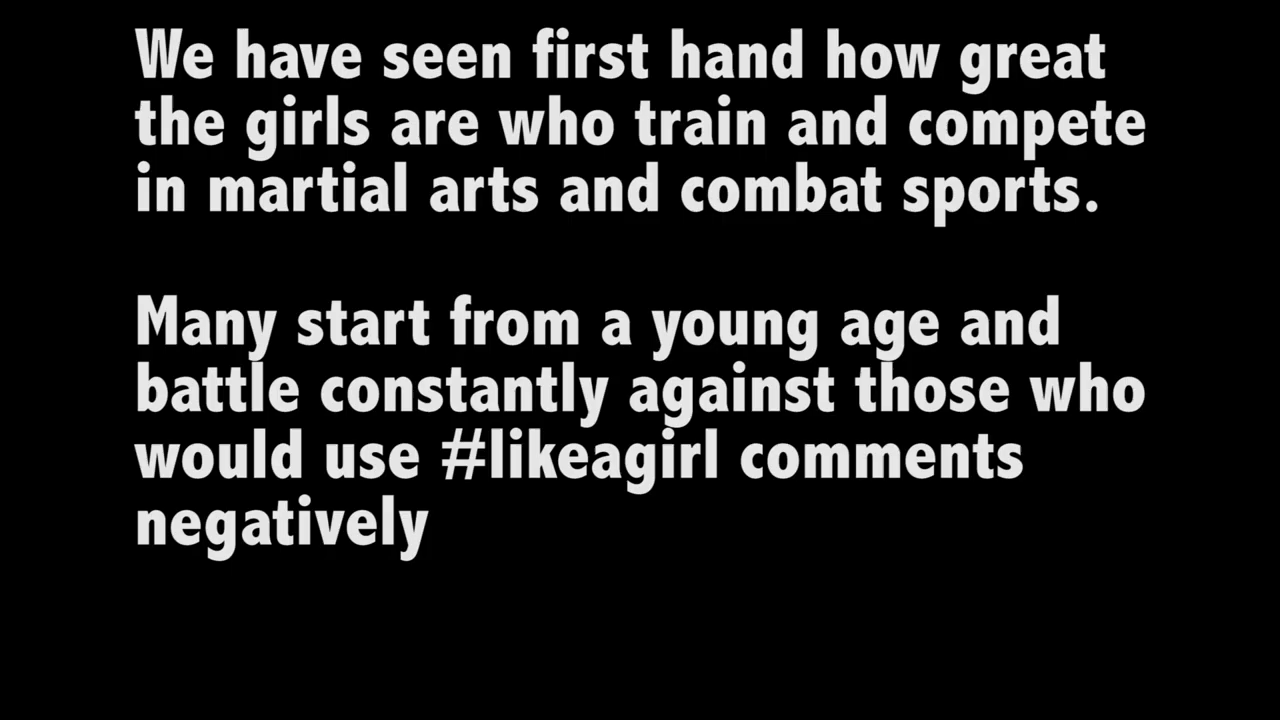 We have seen first hand how great
the girls are who train and compete
in martial arts and combat sports.
Many start from a young age and
battle constantly against those who
would use #likeagirl comments
negatively